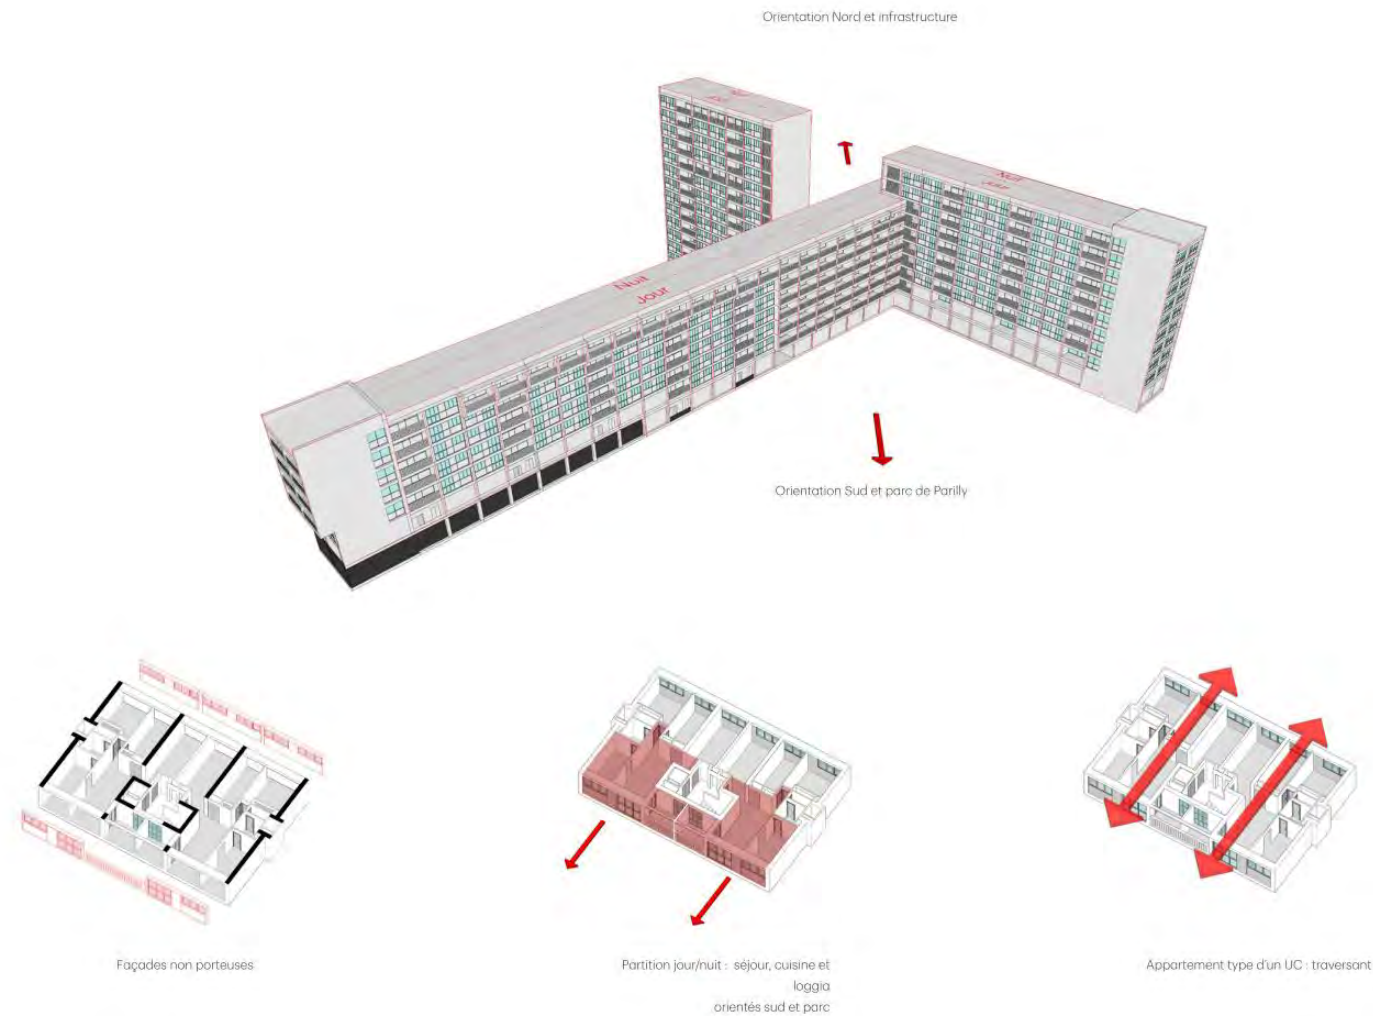 Orientation Nord et infrastructure
Nuit
Jour
Nuit
Jour
Orientation Sud et parc de Parilly
Façades non porteuses
Partition jour/nuit : séjour, cuisine et
loggia
orientés sud et parc
Appartement type d'un UC : traversant